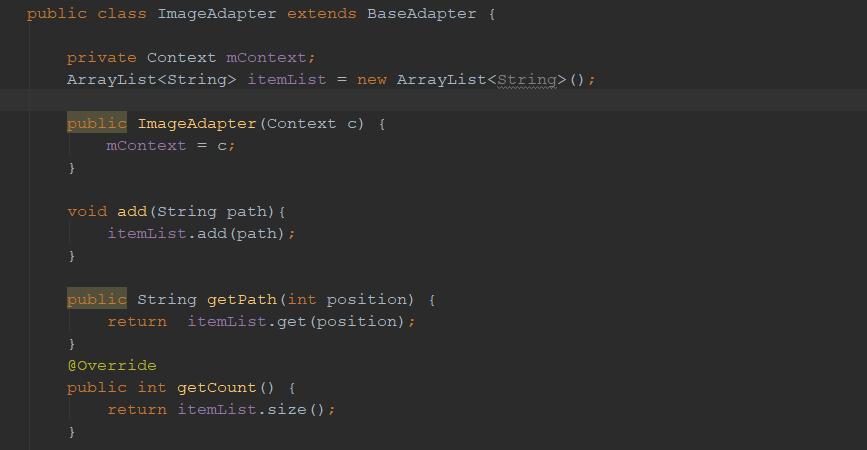 public class ImageAdapter extends BaseAdapter {
private Context mContext;
ArrayList<String> itemList = new ArrayList<String>();
public ImageAdapter(Context c) {
mContext = c;
}
void add(String path){
itemList.add(path);
}
public String getPath(int position) {
return  itemList.get(position);
}
@Override
public int getCount() {
return itemList.size();
}